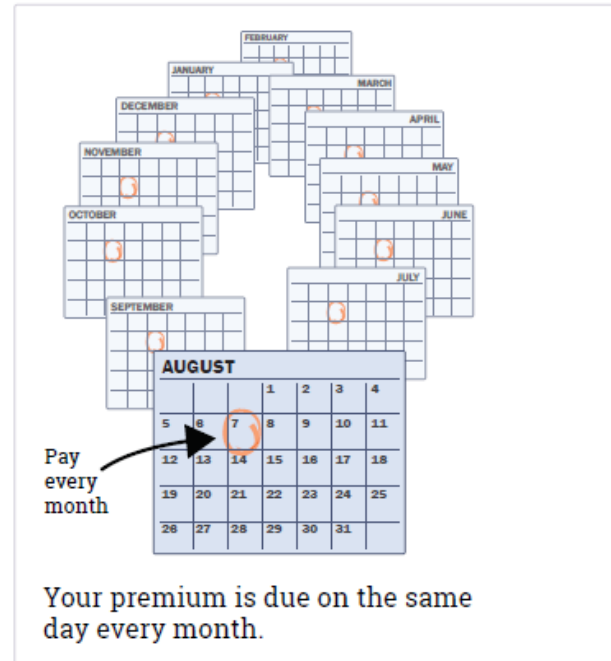 FEBRUARY
JANUARY
MARCH
DECEMBER
APRIL
NOVEMBER
MAY
OCTOBER
JUNE
JULY
SEPTEMBER
AUGUST
1 2 3 4
5 6 7 8 9 10 11
12 13 14 15 16 17 18
19 20 21 22 23 24 25
26 27 28 29 30 31
Pay
every
month
Your premium is due on the same
day every month.